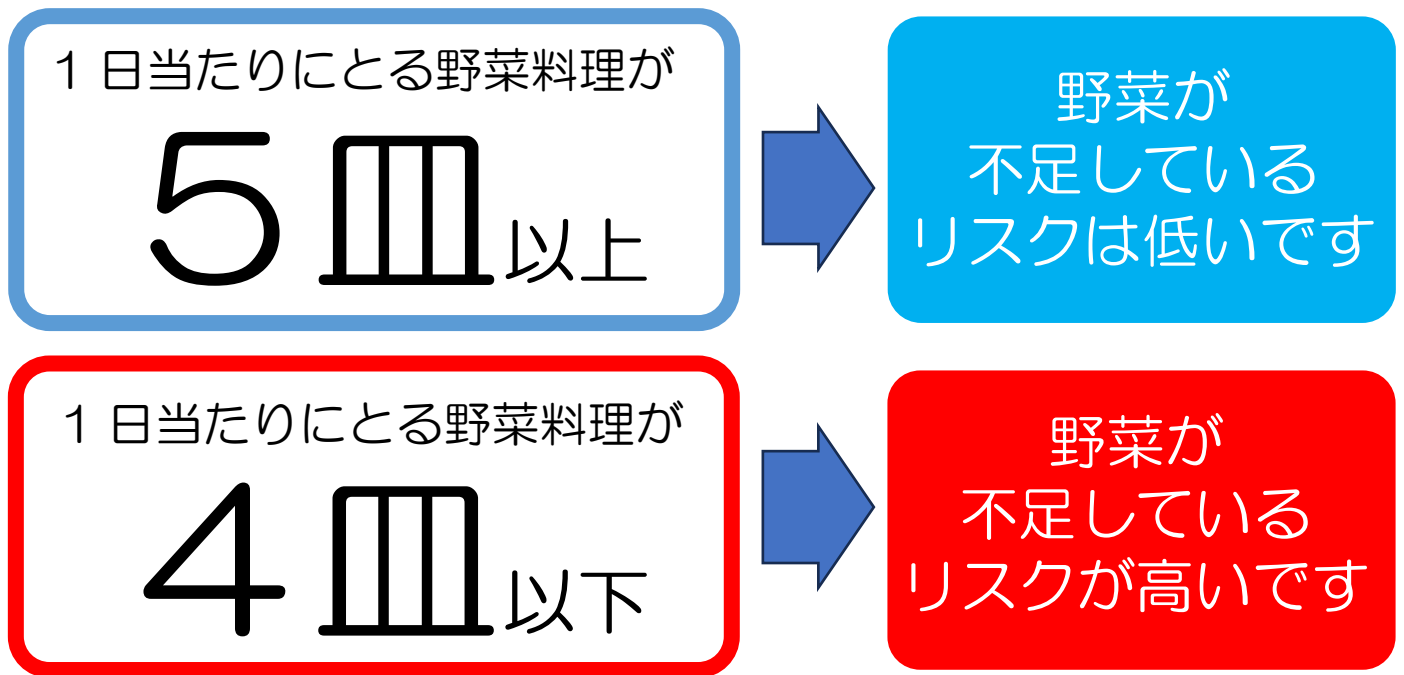 1日当たりにとる野菜料理が
5皿以上
野菜が
不足している
リスクは低いです
1日当たりにとる野菜料理が
4皿以下
野菜が
不足している
リスクが高いです